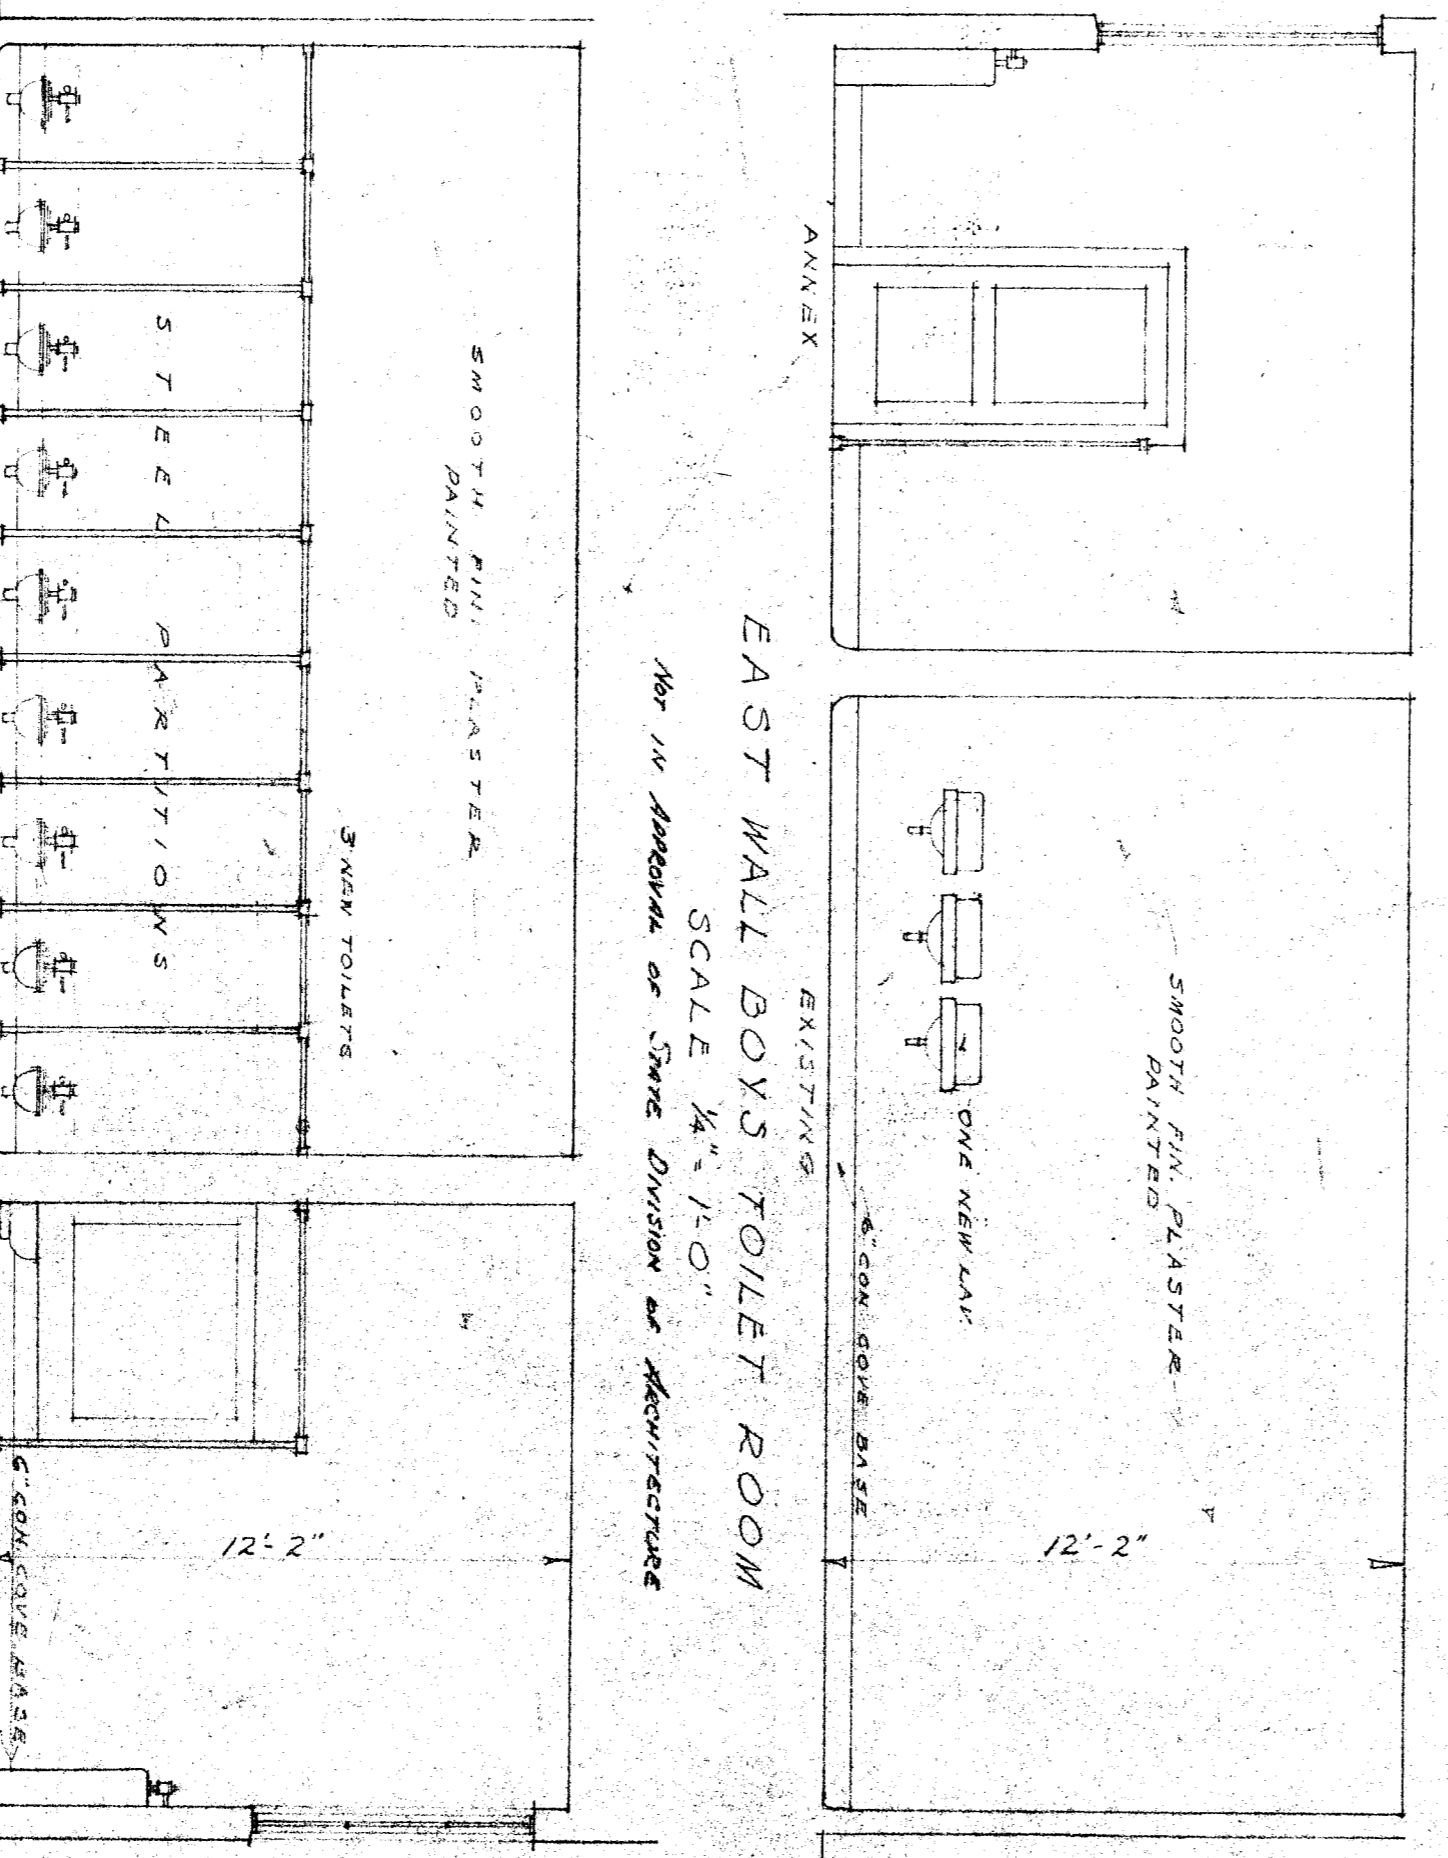 SMOOTH FIN. PLASTER
PAINTED
ONE NEW LAV.
6" CON COVE BASE
12'-2"
ANNEX
EXISTING
EAST WALL BOYS TOILET ROOM
SCALE 1/4" = 1'-0"
NOT IN APPROVAL OF STATE DIVISION OF ARCHITECTURE
SMOOTH FIN. PLASTER
PAINTED
3 NEW TOILETS
STEEL PARTITIONS
12'-2"
6" CON. COVE BASE